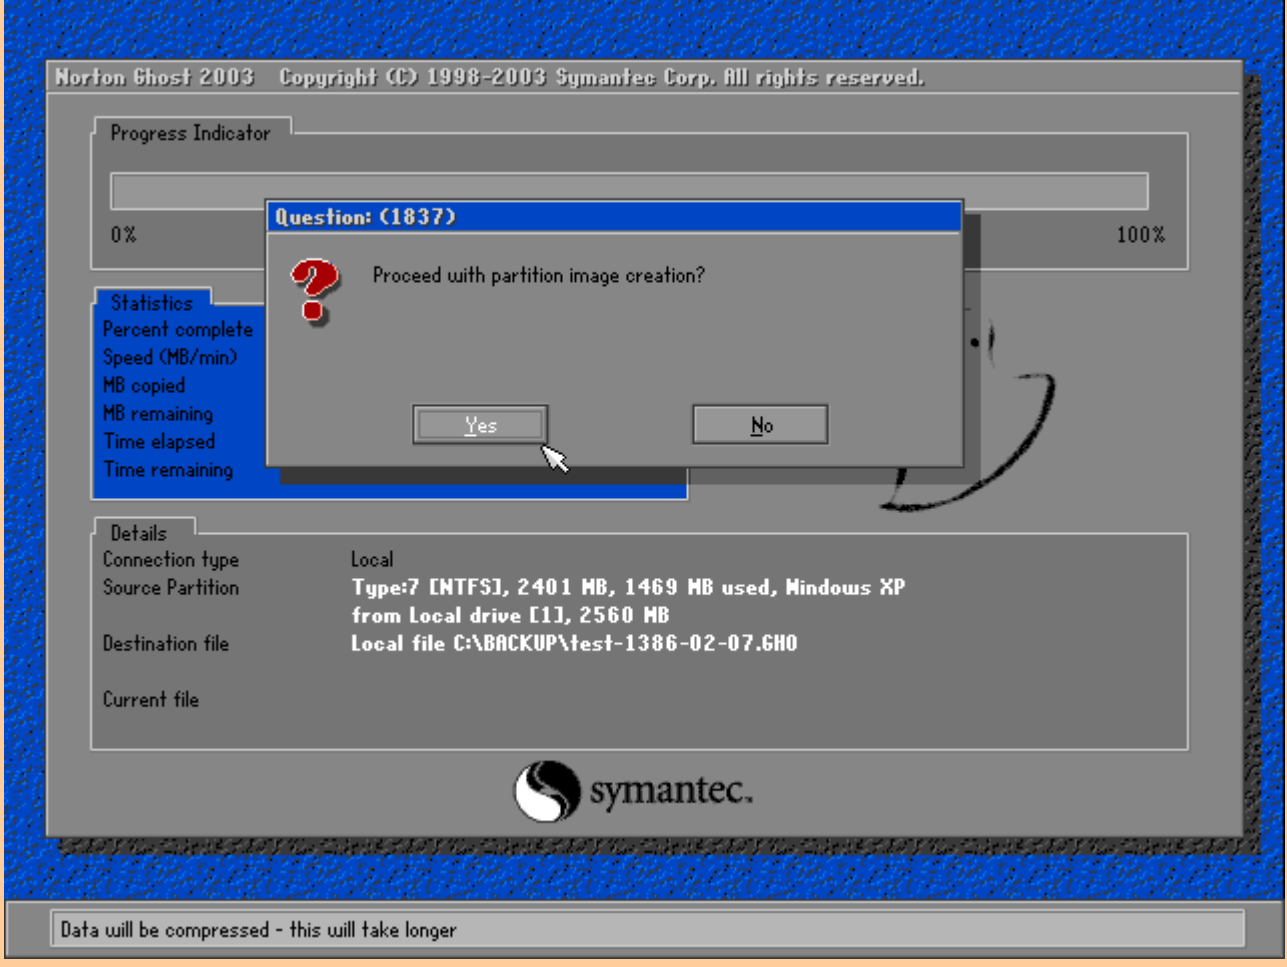 Norton Ghost 2003 Copyright (C) 1998-2003 Symantec Corp. All rights reserved.
Progress Indicator
0%
100%
Question: (1837)
Proceed with partition image creation?
Yes
No
Statistics
Percent complete
Speed (MB/min)
MB copied
MB remaining
Time elapsed
Time remaining
Details
Connection type Local
Source Partition Type:7 [NTFS], 2401 MB, 1469 MB used, Windows XP
from Local drive [1], 2560 MB
Destination file Local file C:\BACKUP\test-1386-02-07.GHO
Current file
symantec.
Data will be compressed - this will take longer